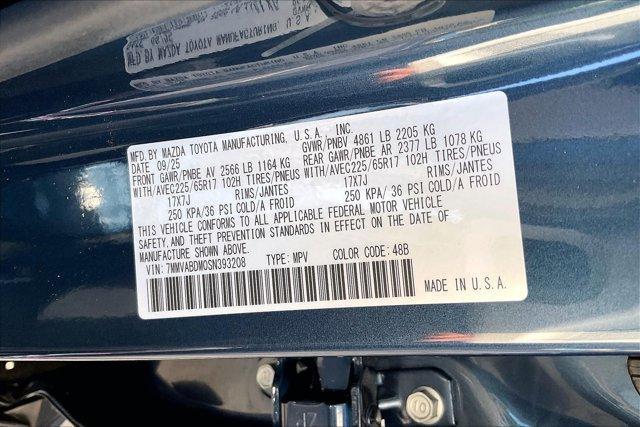 MFD. BY MAZDA TOYOTA MANUFACTURING, U.S.A., INC.
DATE 09/25 GVWR/PNBV 4861 LB 2205 KG
FRONT GAWR/PNBE AV 2566 LB 1164 KG REAR GAWR/PNBE AR 2377 LB 1078 KG
WITH/AVEC225/65R17 102H TIRES/PNEUS WITH/AVEC225/65R17 102H TIRES/PNEUS
17X7J RIMS/JANTES 17X7J RIMS/JANTES
250 KPA/36 PSI COLD/A FROID 250 KPA/ 36 PSI COLD/A FROID
THIS VEHICLE CONFORMS TO ALL APPLICABLE FEDERAL MOTOR VEHICLE
SAFETY, AND THEFT PREVENTION STANDARDS IN EFFECT ON THE DATE OF
MANUFACTURE SHOWN ABOVE.
VIN: 7MMVABDM0SN393208 TYPE: MPV COLOR CODE: 48B
MADE IN U.S.A.
10